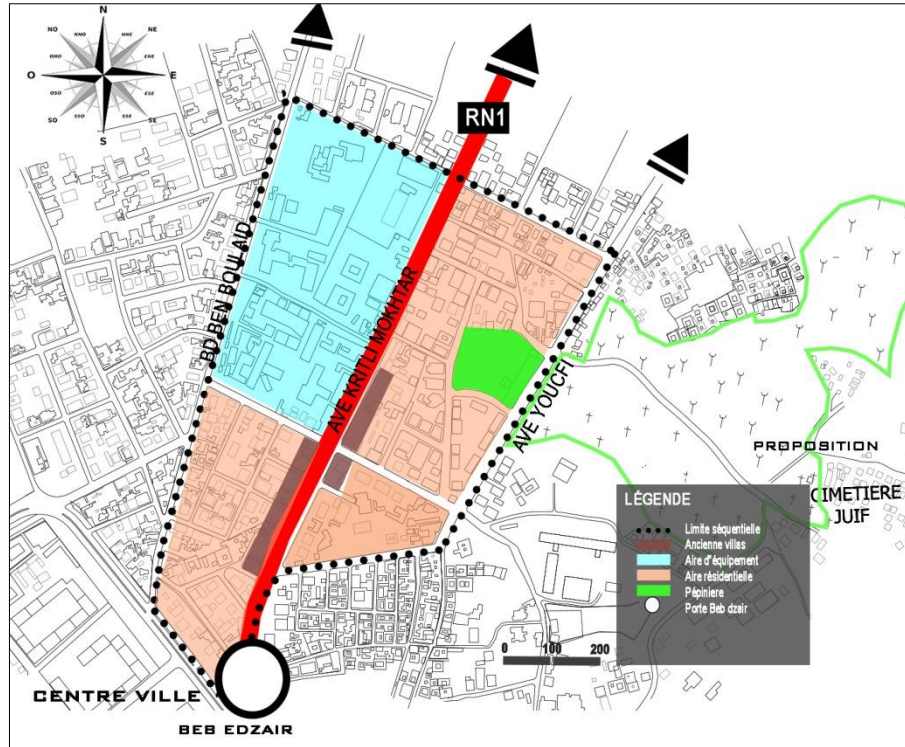 N
NNO
NNE
NO
NE
ONO
ENE
O
E
OSO
ESE
SO
SE
SSO
SSE
S
RN1
BD BEN BOULAID
AVE KRITLI MOKHTAR
AVE YOUCFI
PROPOSITION
CIMETIERE
JUIF
LÉGENDE
Limite séquentielle
Ancienne villas
Aire d"équipement
Aire résidentielle
Pépiniere
Porte Beb dzair
0 100 200
CENTRE VILLE
BEB EDZAIR